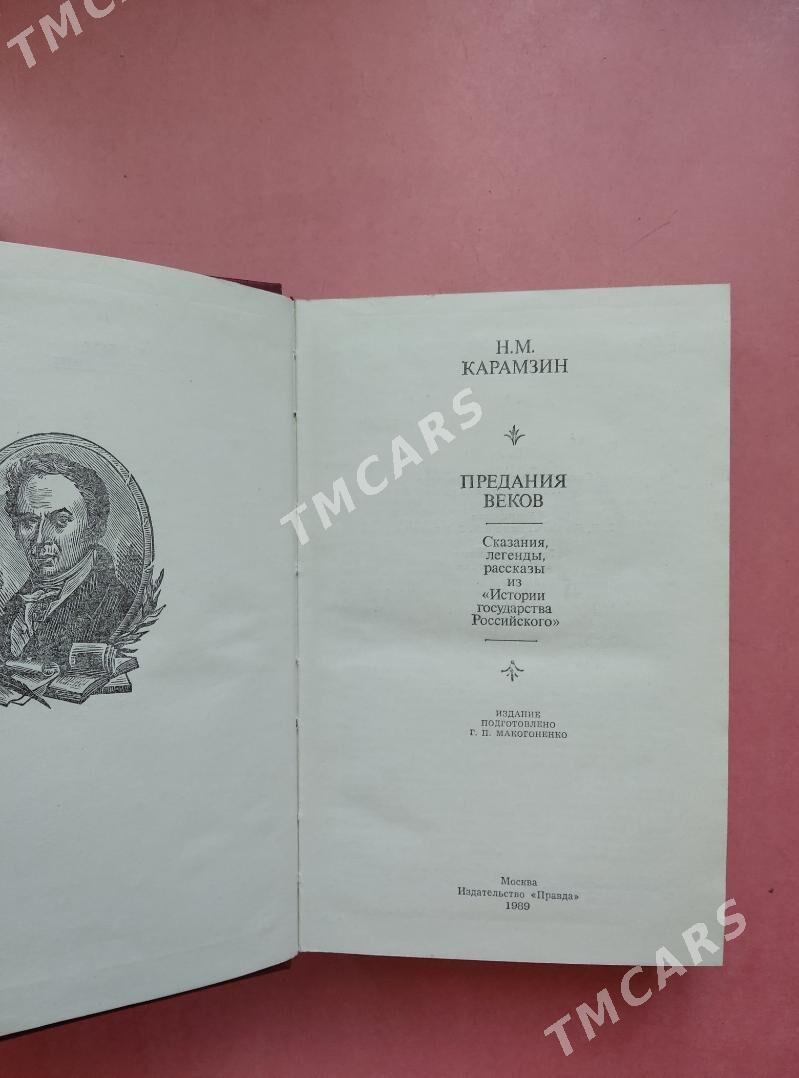 TMCARS
Н.М.
КАРАМЗИН
TMCARS
ПРЕДАНИЯ
ВЕКОВ
Сказания,
легенды,
рассказы
из
«Истории
государства
Российского»
ИЗДАНИЕ
ПОДГОТОВЛЕНО
Г. П. МАКОГОНЕНКО
Москва
Издательство «Правда»
1989
TMCARS